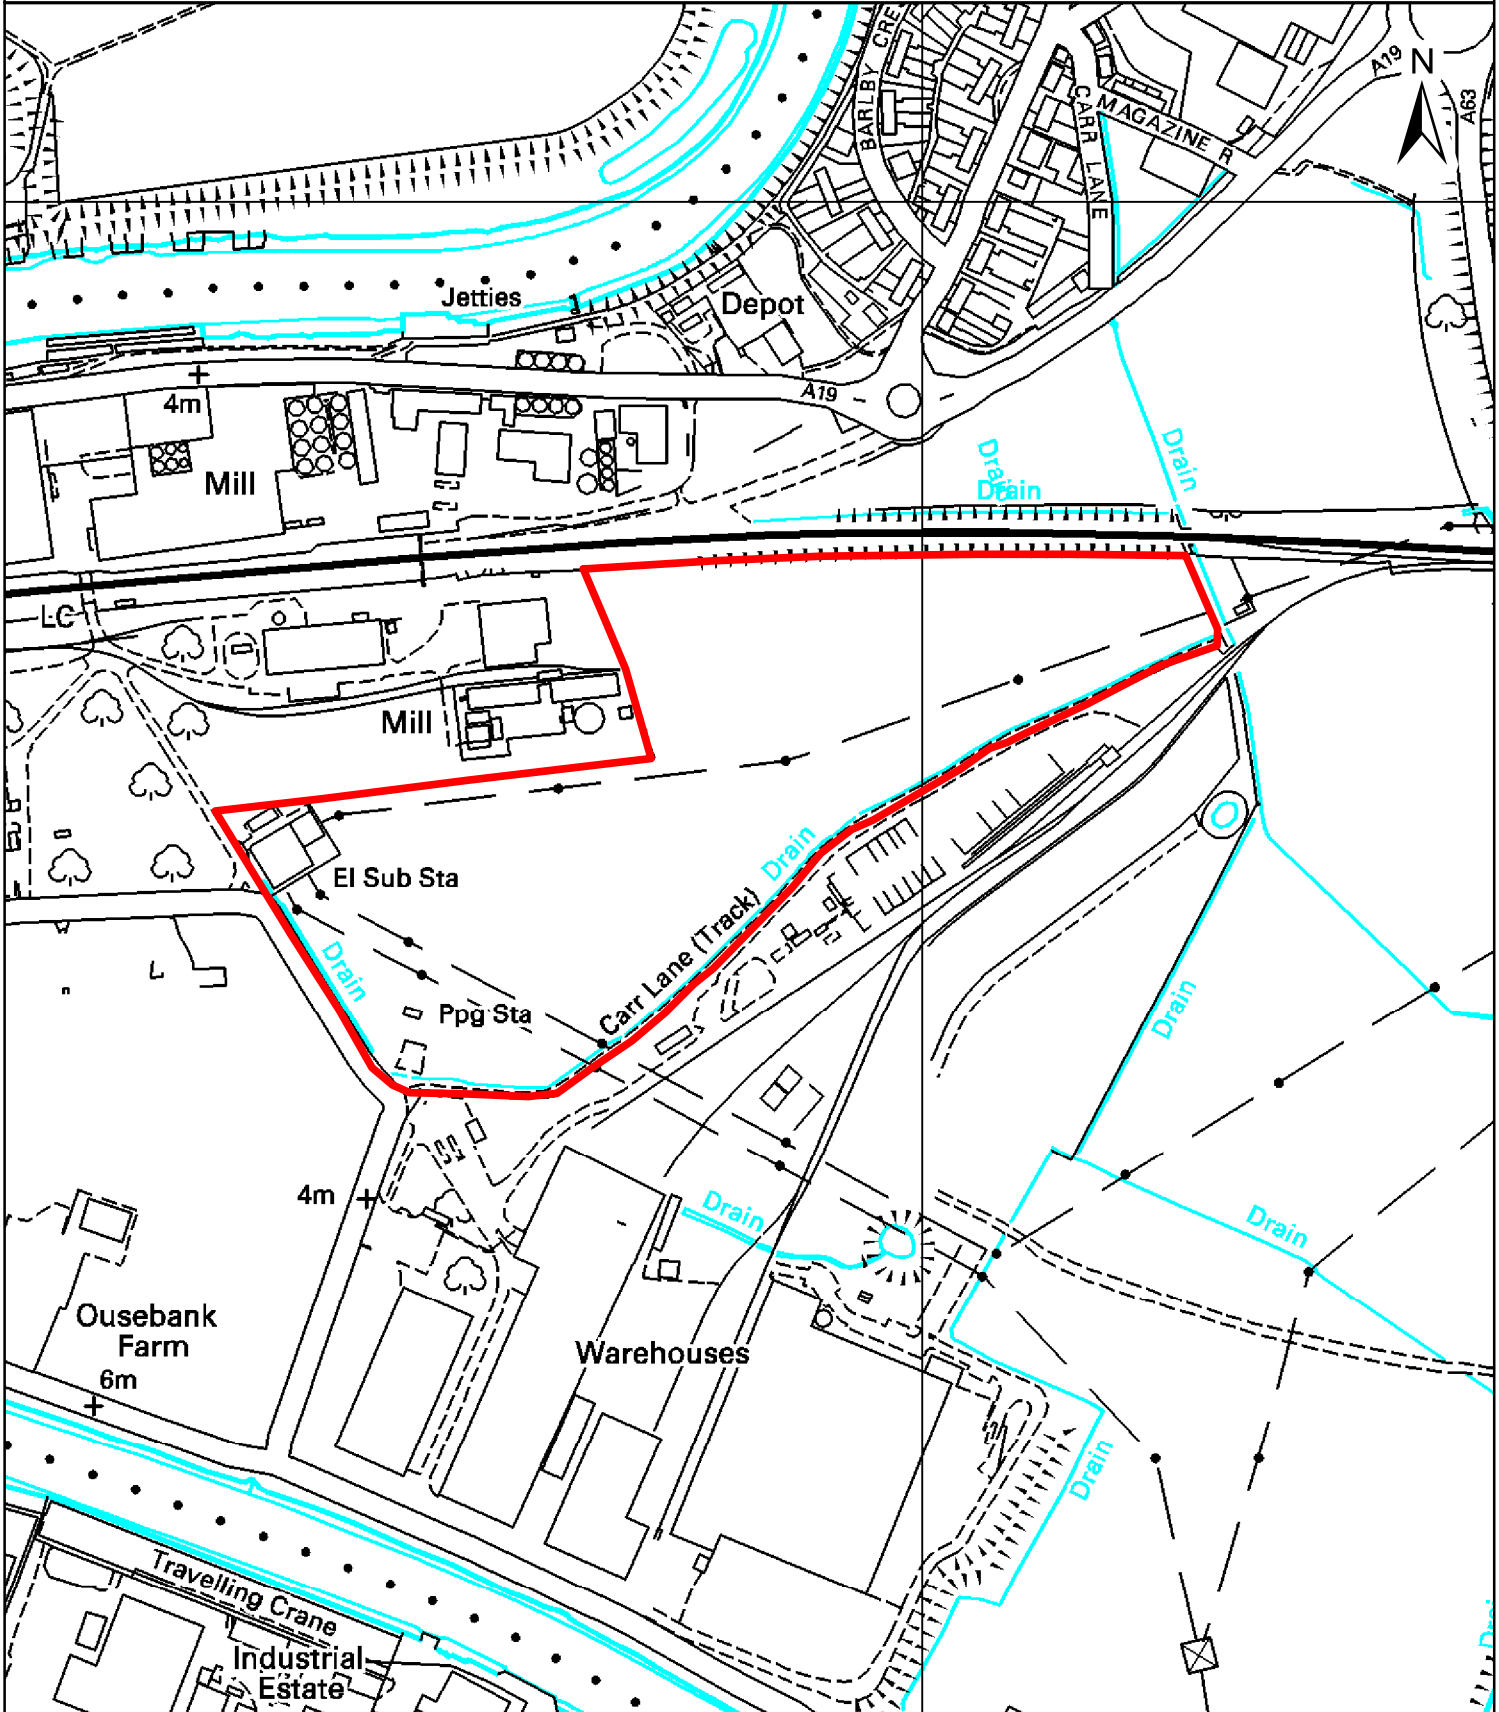 BARLBY CRE
CARR LANE
MAGAZINE R
A19
N
A63
Jetties
Depot
A19
4m
Mill
Drain
Drain
Drain
LC
Mill
El Sub Sta
Drain
Carr Lane (Track)
Drain
Ppg Sta
Drain
4m
Drain
Drain
Ousebank
Farm
Warehouses
6m
Drain
Travelling Crane
Industrial
Estate